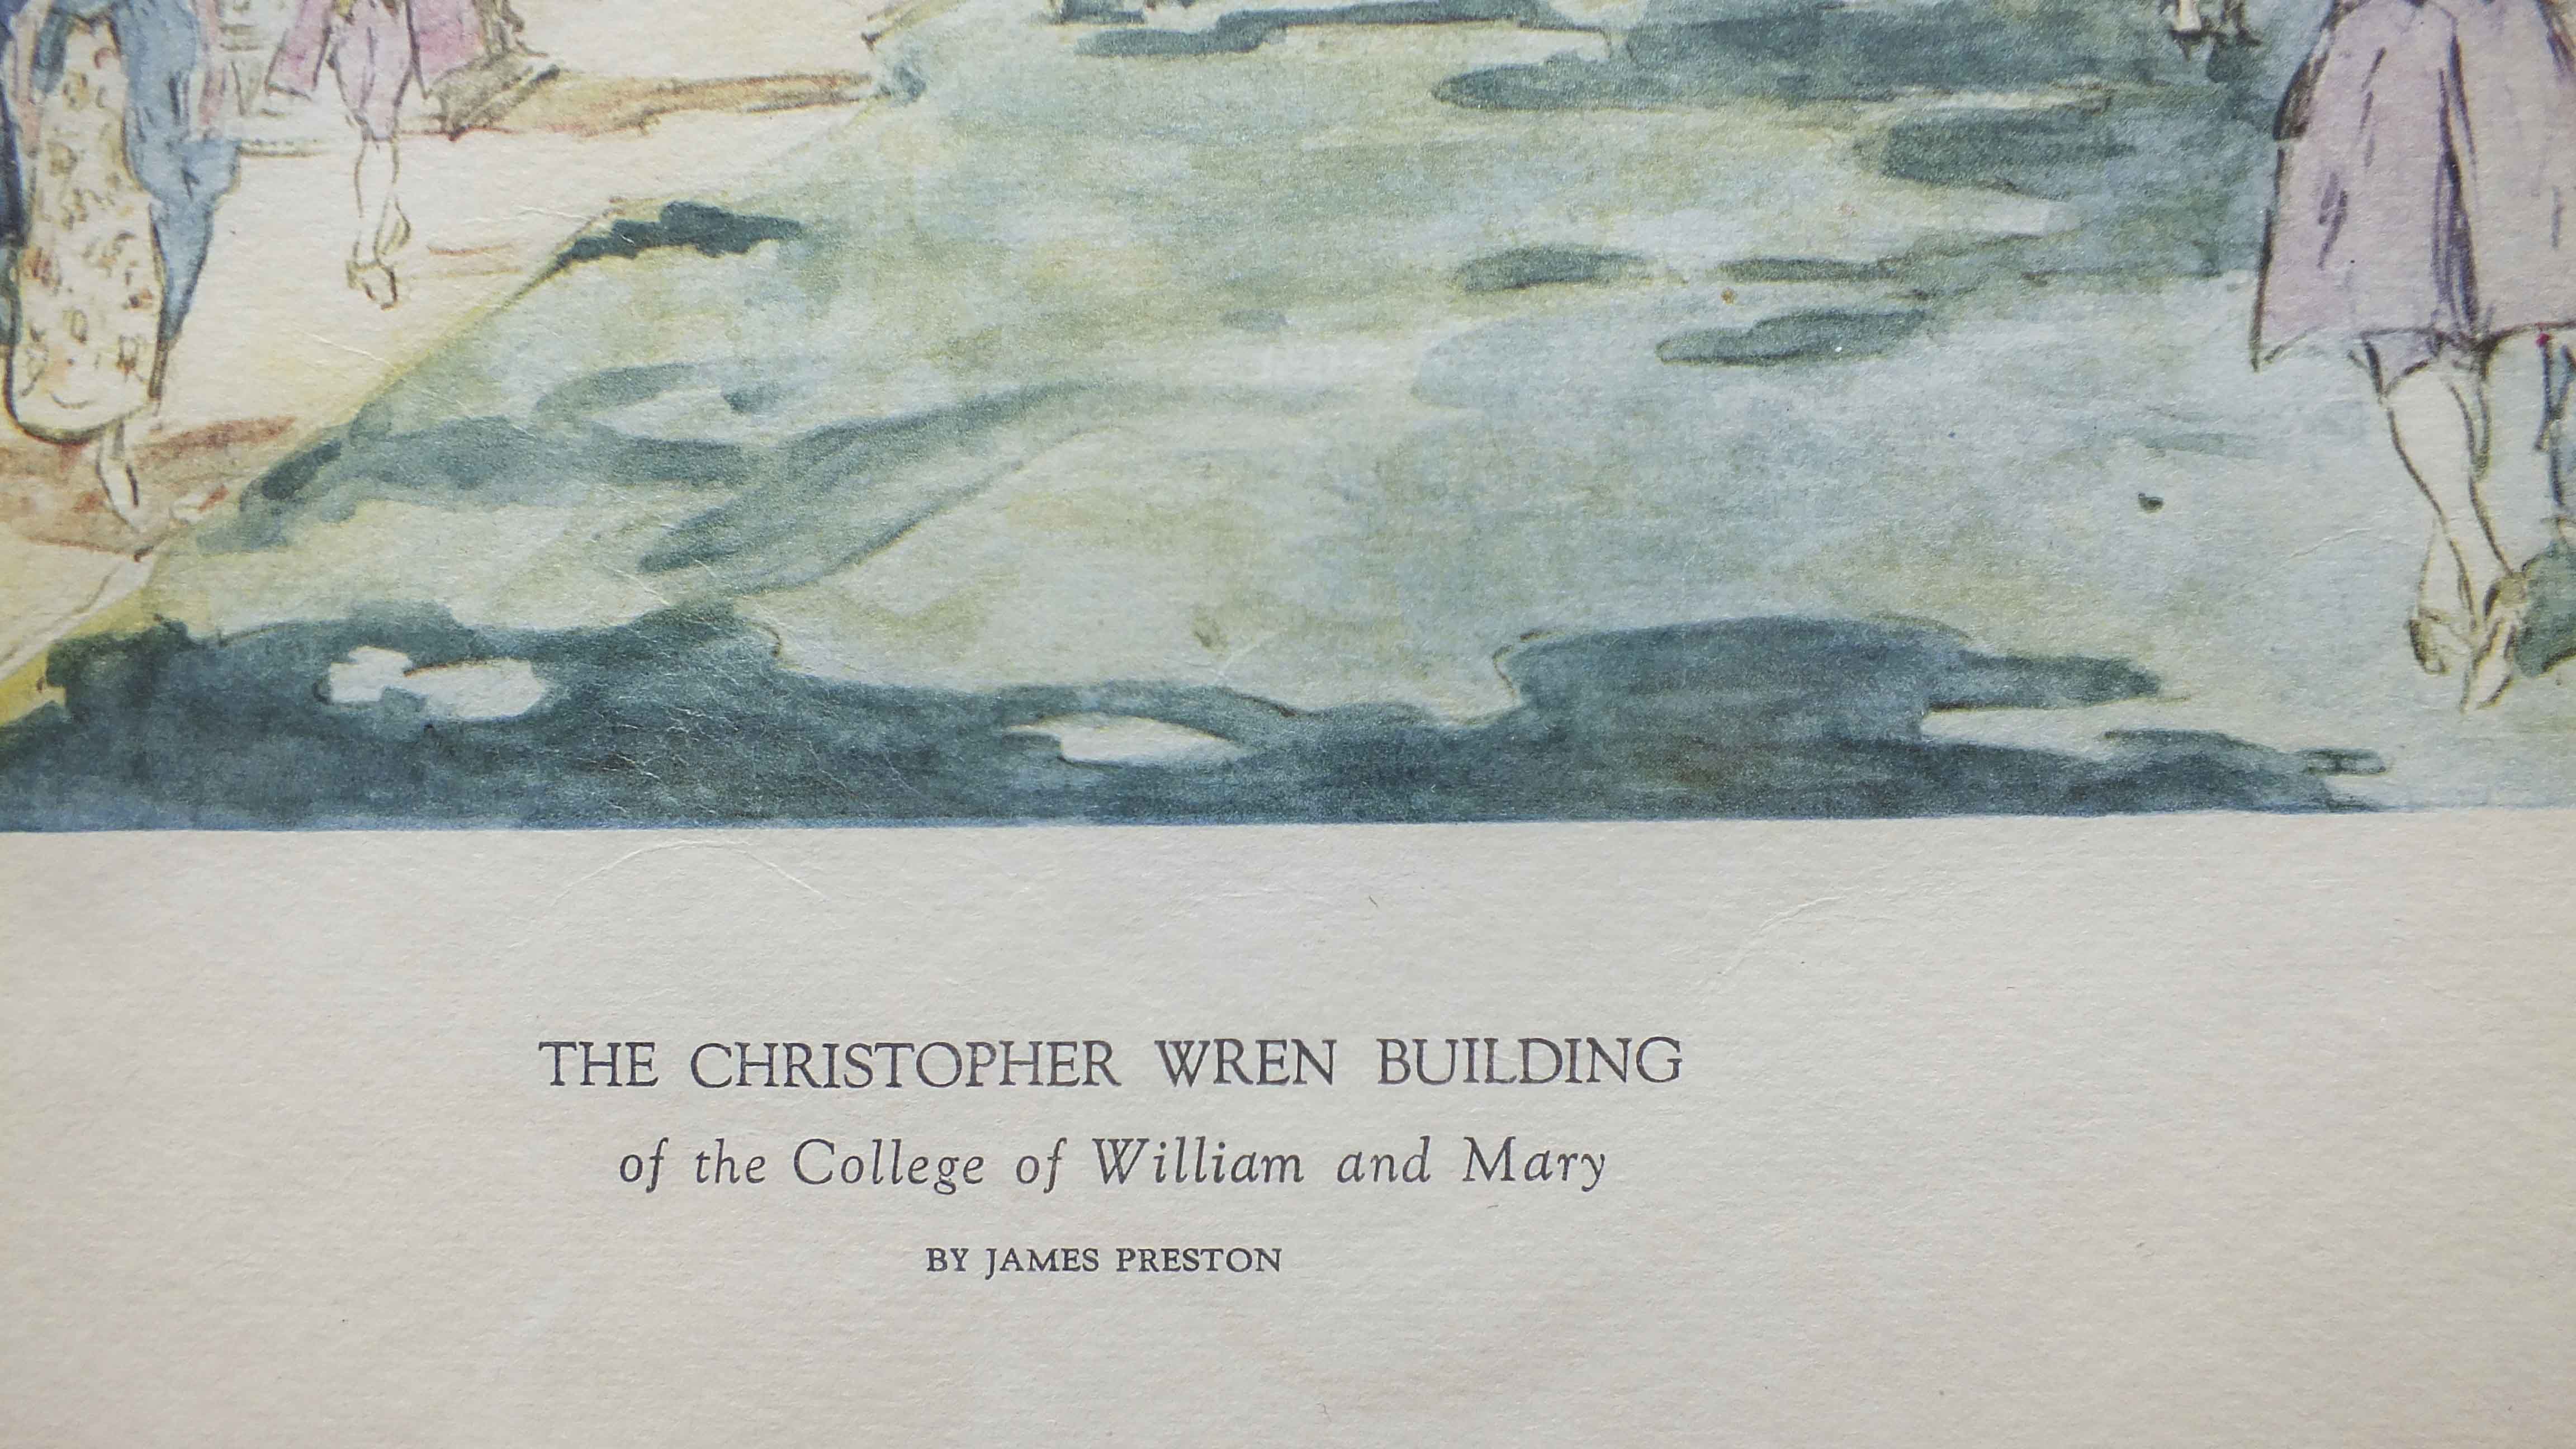 THE CHRISTOPHER WREN BUILDING
of the College of William and Mary
BY JAMES PRESTON